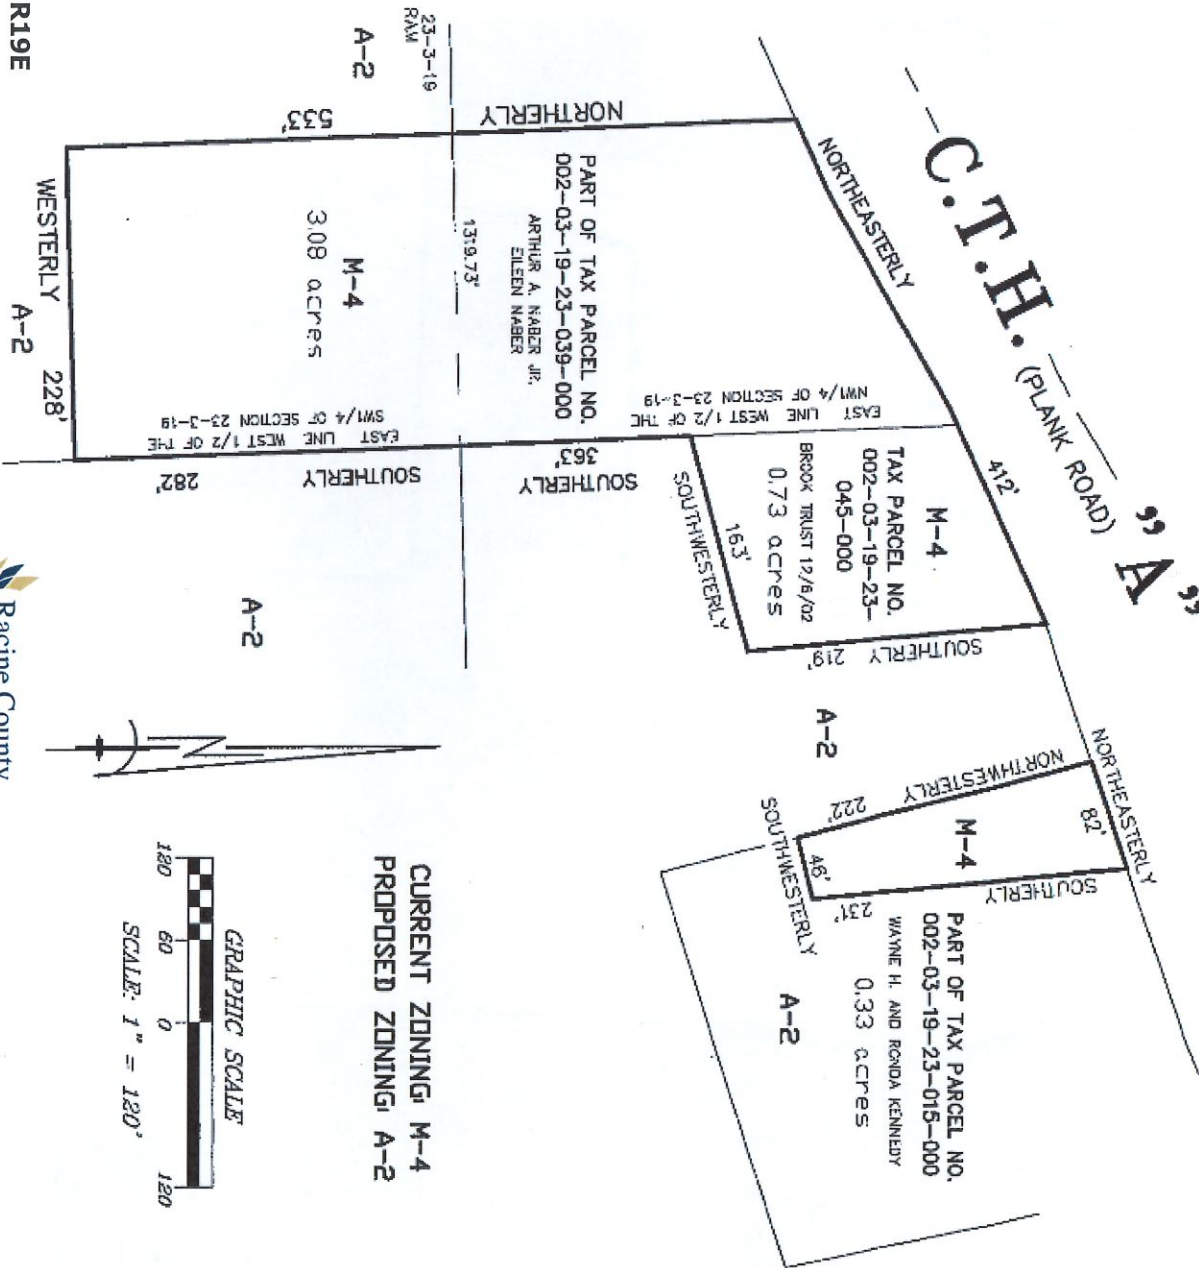 C.T.H. "A"
(PLANK ROAD)
R19E
23-3-19
RAM
A-2
NORTHERLY
533'
WESTERLY 228'
A-2
NORTHEASTERLY
412'
PART OF TAX PARCEL NO.
002-03-19-23-039-000
ARTHUR A. NABER JR.
EILEEN NABER
1319.73'
M-4
3.08 acres
EAST LINE WEST 1/2 OF THE
NW1/4 OF SECTION 23-3-19
EAST LINE WEST 1/2 OF THE
SW1/4 OF SECTION 23-3-19
SOUTHERLY
363'
SOUTHERLY
282'
M-4
TAX PARCEL NO.
002-03-19-23-
045-000
BROOK TRUST 12/6/02
0.73 acres
163'
SOUTHWESTERLY
SOUTHERLY 219'
A-2
A-2
NORTHEASTERLY
82'
NORTHWESTERLY
222'
M-4
46'
SOUTHWESTERLY
SOUTHERLY
231'
PART OF TAX PARCEL NO.
002-03-19-23-015-000
WAYNE H. AND RONDA KENNEDY
0.33 acres
A-2
N
CURRENT ZONING: M-4
PROPOSED ZONING: A-2
GRAPHIC SCALE
120 60 0 120
SCALE: 1" = 120'
Racine County